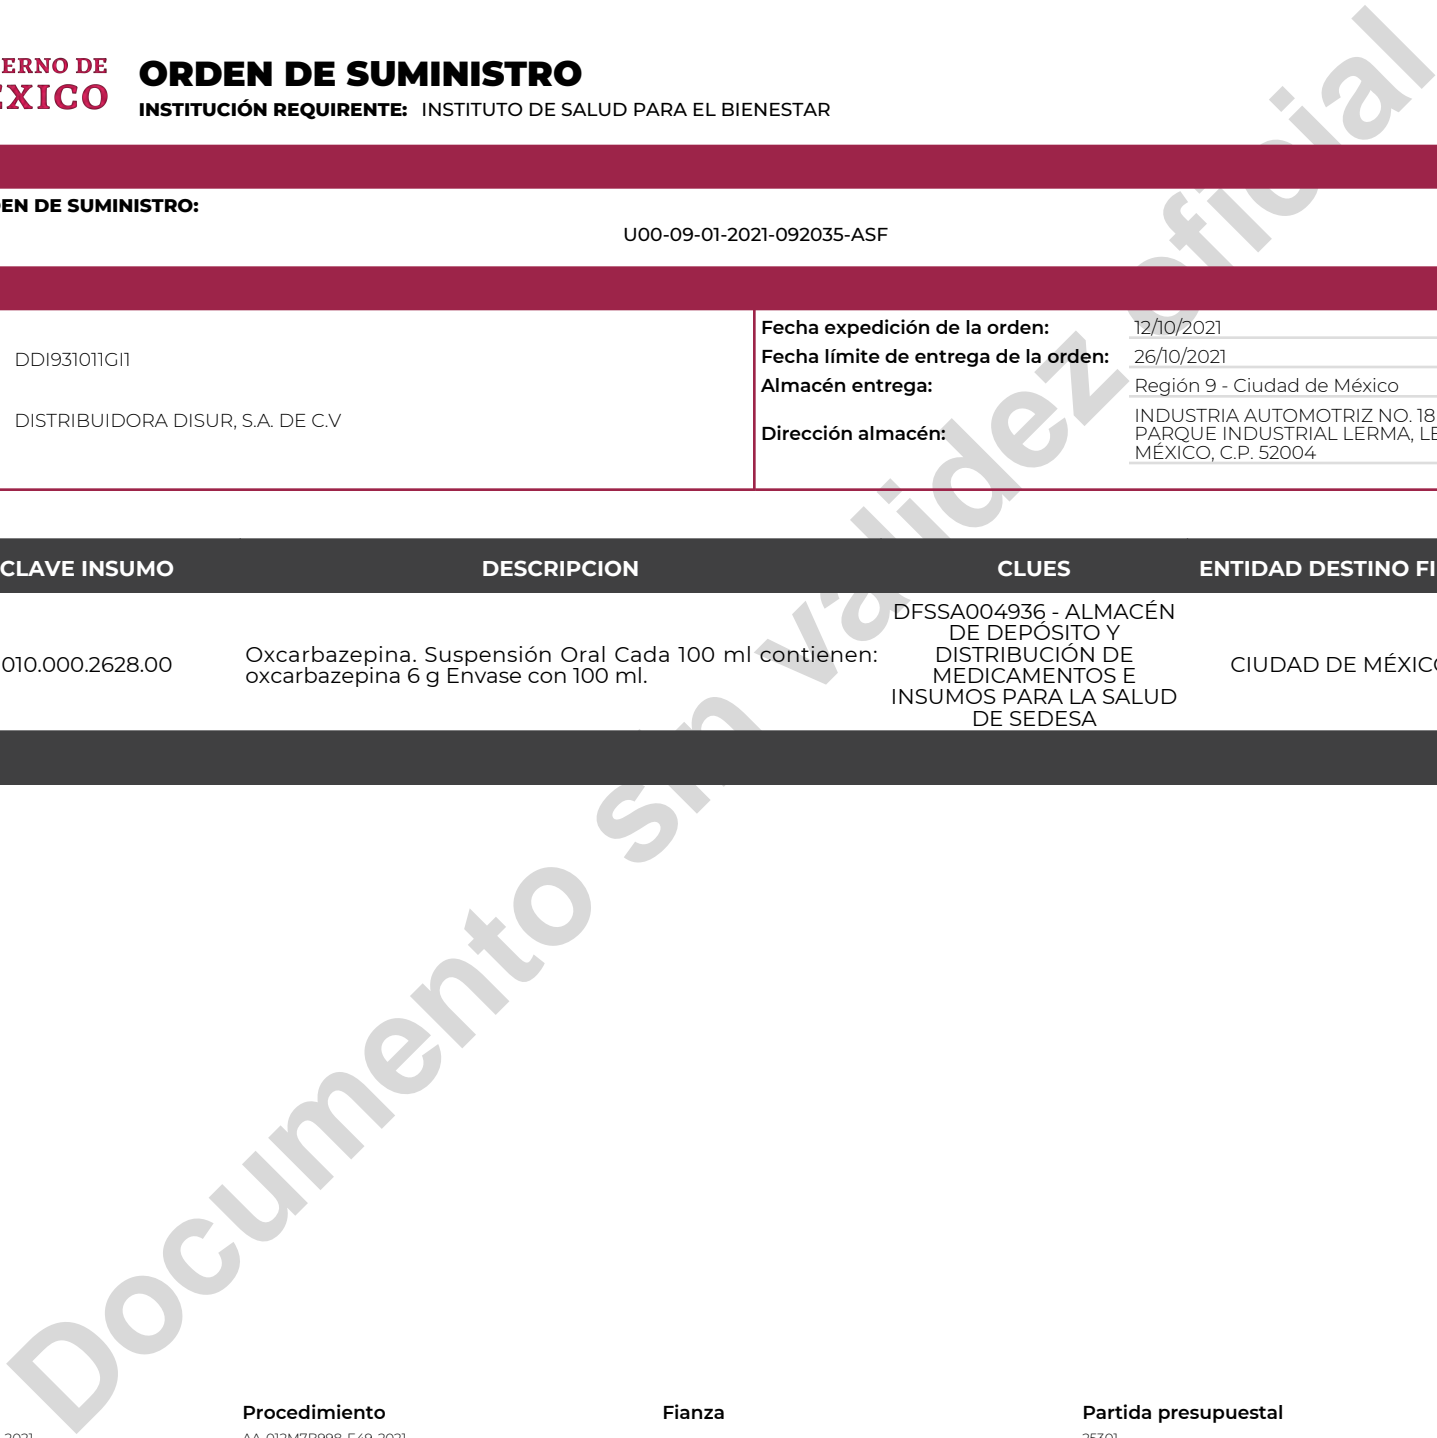 ERNO DE
ÉXICO
ORDEN DE SUMINISTRO
INSTITUCIÓN REQUIRENTE: INSTITUTO DE SALUD PARA EL BIENESTAR
EN DE SUMINISTRO:
U00-09-01-2021-092035-ASF
DDI931011GI1
DISTRIBUIDORA DISUR, S.A. DE C.V
Fecha expedición de la orden: 12/10/2021
Fecha límite de entrega de la orden: 26/10/2021
Almacén entrega: Región 9 - Ciudad de México
Dirección almacén:
INDUSTRIA AUTOMOTRIZ NO. 18
PARQUE INDUSTRIAL LERMA,
MÉXICO, C.P. 52004
CLAVE INSUMO DESCRIPCION CLUES ENTIDAD DESTINO
010.000.2628.00
Oxcarbazepina. Suspensión Oral Cada 100 ml contienen:
oxcarbazepina 6 g Envase con 100 ml.
DFSSA004936 - ALMACÉN
DE DEPÓSITO Y
DISTRIBUCIÓN DE
MEDICAMENTOS E
INSUMOS PARA LA SALUD
DE SEDESA
CIUDAD DE MÉXICO
Documento sin validez oficial
Procedimiento Fianza Partida presupuestal